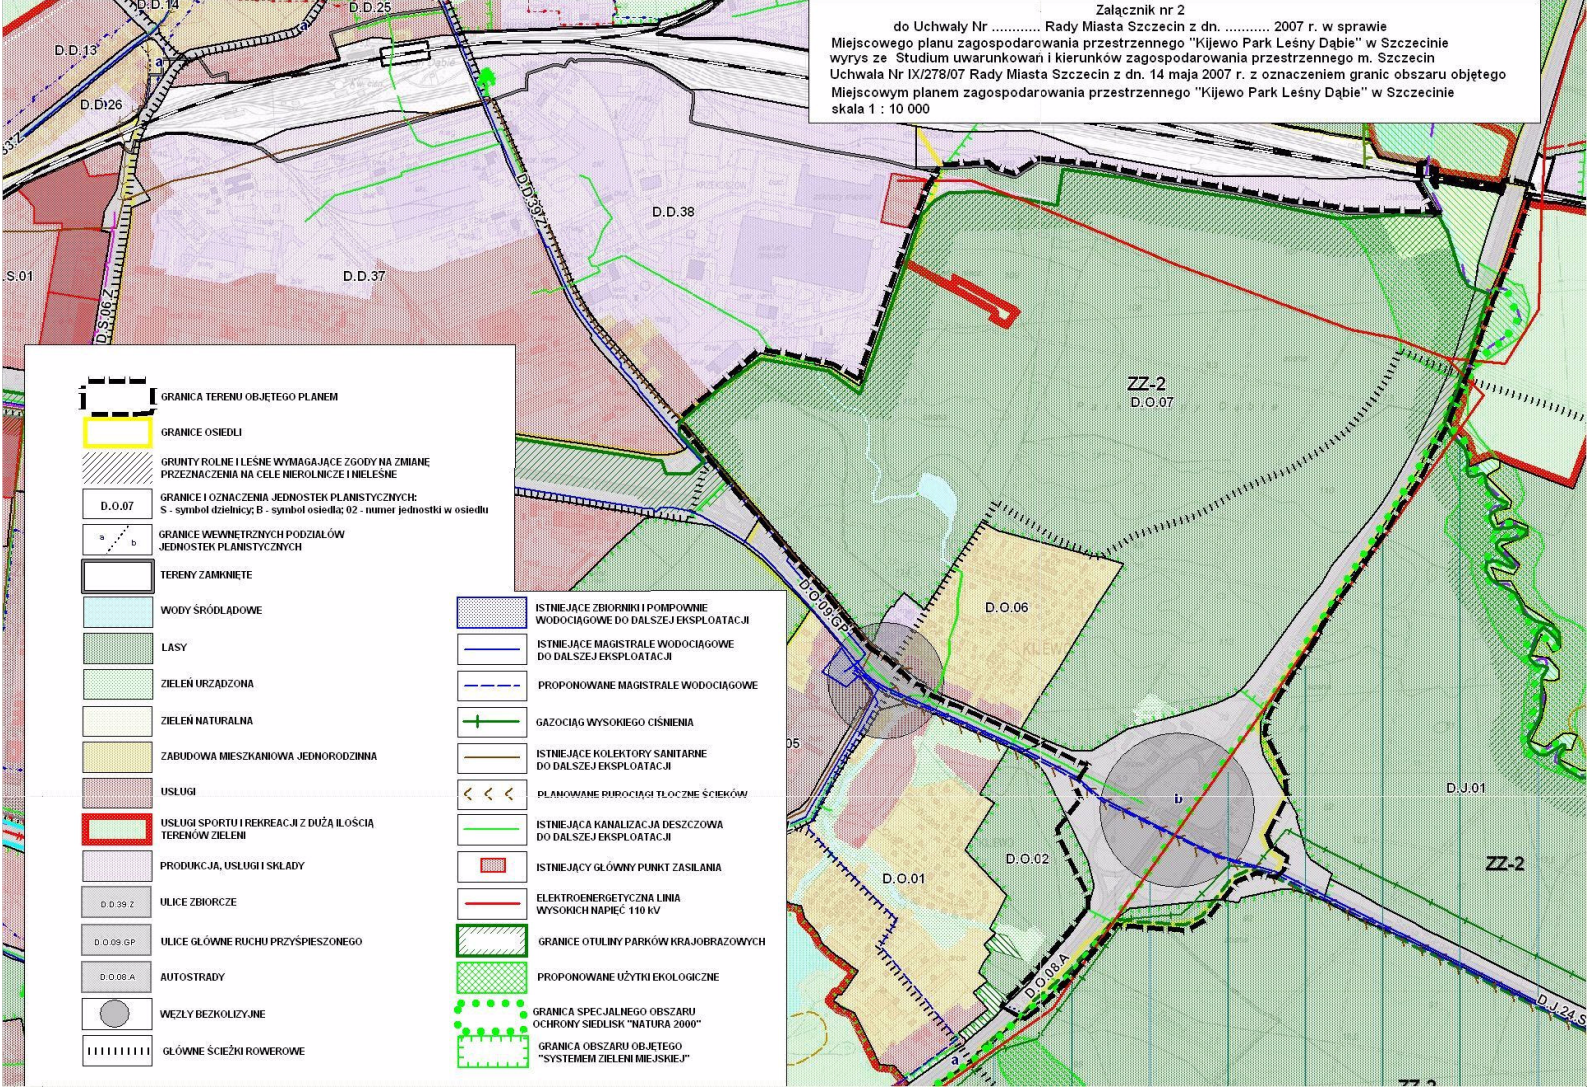 Załącznik nr 2
do Uchwały Nr ............ Rady Miasta Szczecin z dn. ........... 2007 r. w sprawie
Miejscowego planu zagospodarowania przestrzennego "Kijewo Park Leśny Dąbie" w Szczecinie
wyrys ze Studium uwarunkowań i kierunków zagospodarowania przestrzennego m. Szczecin
Uchwała Nr IX/278/07 Rady Miasta Szczecin z dn. 14 maja 2007 r. z oznaczeniem granic obszaru objętego
Miejscowym planem zagospodarowania przestrzennego "Kijewo Park Leśny Dąbie" w Szczecinie
skala 1 : 10 000
D.D.14
D.D.25
D.D.13
a
a
D.D.26
D.D.39.Z
D.D.38
D.D.37
D.S.06.Z
ZZ-2
D.O.07
D.O.09.GP
D.O.06
KIJEWO
b
D.J.01
ZZ-2
D.O.02
D.O.01
D.O.08.A
D.J.24.S
a
ZZ-2
GRANICA TERENU OBJĘTEGO PLANEM
GRANICE OSIEDLI
GRUNTY ROLNE I LEŚNE WYMAGAJĄCE ZGODY NA ZMIANĘ
PRZEZNACZENIA NA CELE NIEROLNICZE I NIELEŚNE
D.O.07
GRANICE I OZNACZENIA JEDNOSTEK PLANISTYCZNYCH:
S - symbol dzielnicy; B - symbol osiedla; 02 - numer jednostki w osiedlu
a
b
GRANICE WEWNĘTRZNYCH PODZIAŁÓW
JEDNOSTEK PLANISTYCZNYCH
TERENY ZAMKNIĘTE
WODY ŚRÓDLĄDOWE
LASY
ZIELEŃ URZĄDZONA
ZIELEŃ NATURALNA
ZABUDOWA MIESZKANIOWA JEDNORODZINNA
USŁUGI
USŁUGI SPORTU I REKREACJI Z DUŻĄ ILOŚCIĄ
TERENÓW ZIELENI
PRODUKCJA, USŁUGI I SKŁADY
D.D.39.Z
ULICE ZBIORCZE
D.O.09.GP
ULICE GŁÓWNE RUCHU PRZYŚPIESZONEGO
D.O.08.A
AUTOSTRADY
WĘZŁY BEZKOLIZYJNE
GŁÓWNE ŚCIEŻKI ROWEROWE
ISTNIEJĄCE ZBIORNIKI I POMPOWNIE
WODOCIĄGOWE DO DALSZEJ EKSPLOATACJI
ISTNIEJĄCE MAGISTRALE WODOCIĄGOWE
DO DALSZEJ EKSPLOATACJI
PROPONOWANE MAGISTRALE WODOCIĄGOWE
GAZOCIĄG WYSOKIEGO CIŚNIENIA
ISTNIEJĄCE KOLEKTORY SANITARNE
DO DALSZEJ EKSPLOATACJI
PLANOWANE RUROCIĄGI TŁOCZNE ŚCIEKÓW
ISTNIEJĄCA KANALIZACJA DESZCZOWA
DO DALSZEJ EKSPLOATACJI
ISTNIEJĄCY GŁÓWNY PUNKT ZASILANIA
ELEKTROENERGETYCZNA LINIA
WYSOKICH NAPIĘĆ 110 kV
GRANICE OTULINY PARKÓW KRAJOBRAZOWYCH
PROPONOWANE UŻYTKI EKOLOGICZNE
GRANICA SPECJALNEGO OBSZARU
OCHRONY SIEDLISK "NATURA 2000"
GRANICA OBSZARU OBJĘTEGO
"SYSTEMEM ZIELENI MIEJSKIEJ"